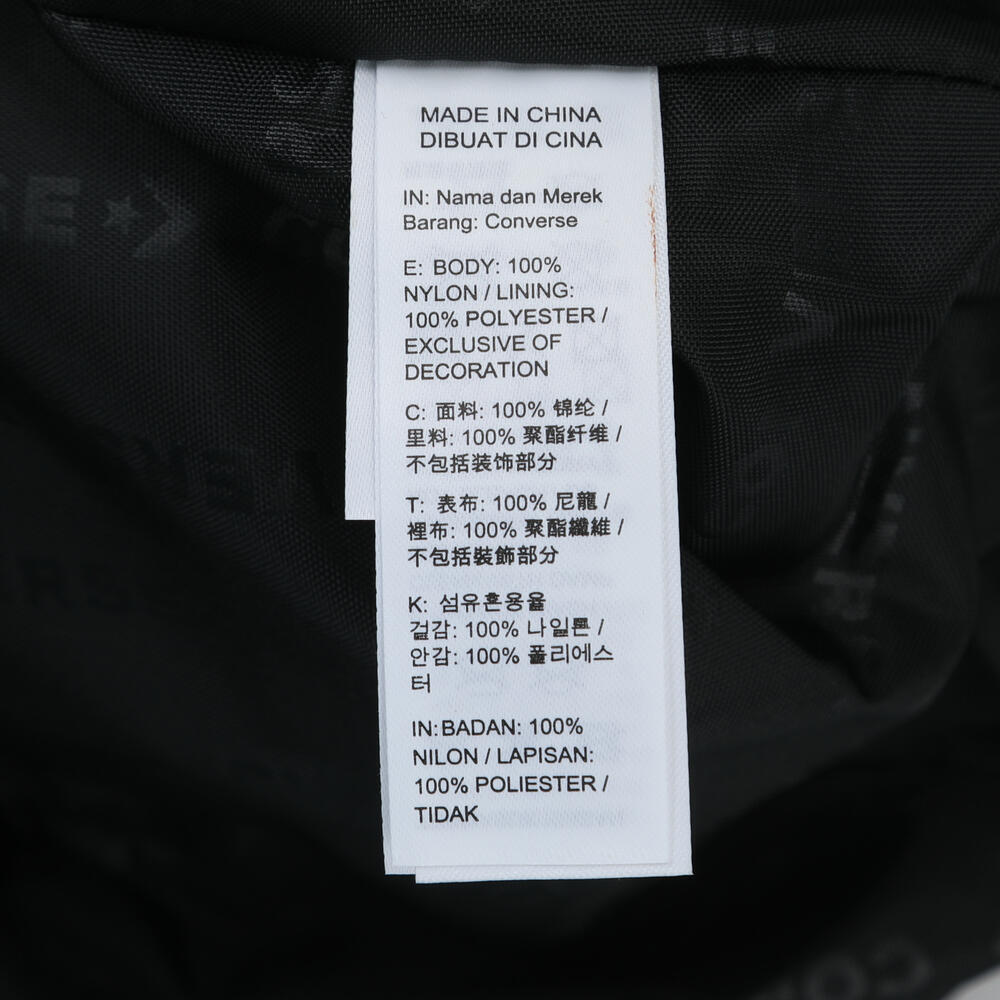 MADE IN CHINA
DIBUAT DI CINA
IN: Nama dan Merek
Barang: Converse
E: BODY: 100%
NYLON / LINING:
100% POLYESTER /
EXCLUSIVE OF
DECORATION
C: 面料: 100% 锦纶 /
里料: 100% 聚酯纤维 /
不包括装饰部分
T: 表布: 100% 尼龍 /
裡布: 100% 聚酯纖維 /
不包括裝飾部分
K: 섬유혼용율
겉감: 100% 나일론 /
안감: 100% 폴리에스
터
IN: BADAN: 100%
NILON / LAPISAN:
100% POLIESTER /
TIDAK